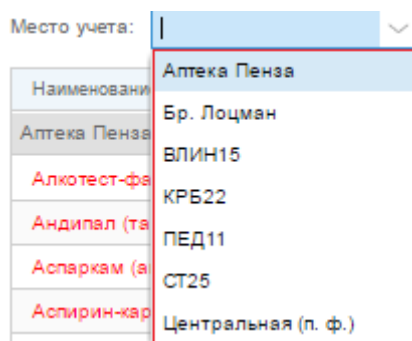 Место учета:
Аптека Пенза
Бр. Лоцман
ВЛИН15
КРБ22
ПЕД11
СТ25
Центральная (п. ф.)
Наименовани
Аптека Пенза
Алкотест-фа
Андипал (та
Аспаркам (а
Аспирин-кар